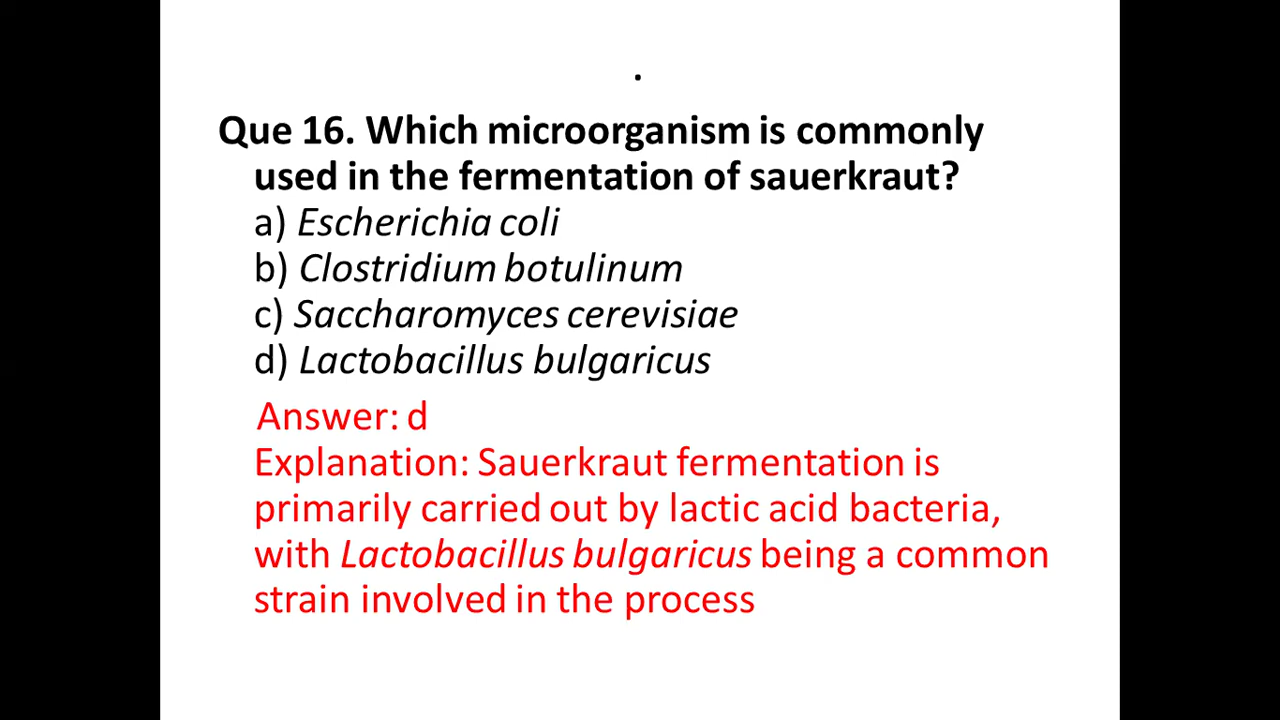 .
Que 16. Which microorganism is commonly
used in the fermentation of sauerkraut?
a) Escherichia coli
b) Clostridium botulinum
c) Saccharomyces cerevisiae
d) Lactobacillus bulgaricus
Answer: d
Explanation: Sauerkraut fermentation is
primarily carried out by lactic acid bacteria,
with Lactobacillus bulgaricus being a common
strain involved in the process